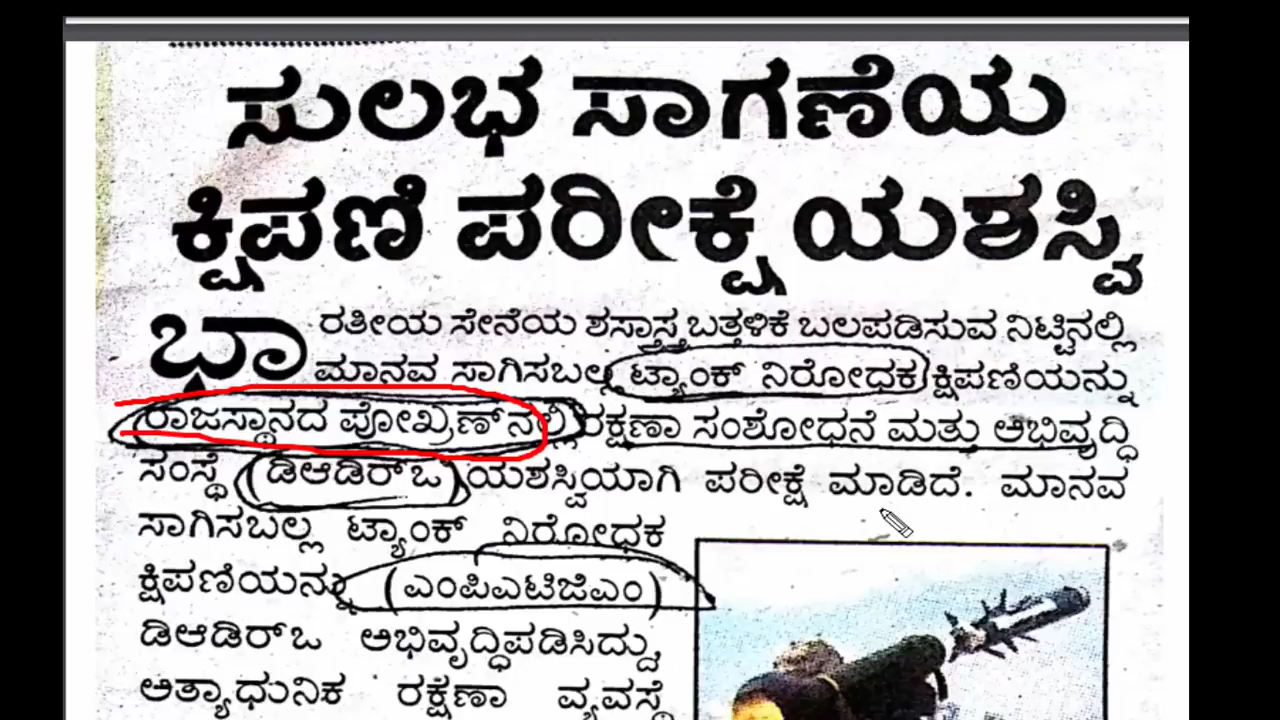 ಸುಲಭ ಸಾಗಣೆಯ
ಕ್ಷಿಪಣಿ ಪರೀಕ್ಷೆ ಯಶಸ್ವಿ
ಭಾರತೀಯ ಸೇನೆಯ ಶಸ್ತ್ರಾಸ್ತ್ರ ಬತ್ತಳಿಕೆ ಬಲಪಡಿಸುವ ನಿಟ್ಟಿನಲ್ಲಿ
ಮಾನವ ಸಾಗಿಸಬಲ್ಲ ಟ್ಯಾಂಕ್ ನಿರೋಧಕ ಕ್ಷಿಪಣಿಯನ್ನು
ರಾಜಸ್ಥಾನದ ಪೋಖ್ರಣ್‌ನಲ್ಲಿ ರಕ್ಷಣಾ ಸಂಶೋಧನೆ ಮತ್ತು ಅಭಿವೃದ್ಧಿ
ಸಂಸ್ಥೆ (ಡಿಆರ್‌ಡಿಒ) ಯಶಸ್ವಿಯಾಗಿ ಪರೀಕ್ಷೆ ಮಾಡಿದೆ. ಮಾನವ
ಸಾಗಿಸಬಲ್ಲ ಟ್ಯಾಂಕ್ ನಿರೋಧಕ
ಕ್ಷಿಪಣಿಯನ್ನು (ಎಂಪಿಎಟಿಜಿಎಂ)
ಡಿಆರ್‌ಡಿಒ ಅಭಿವೃದ್ಧಿಪಡಿಸಿದ್ದು,
ಅತ್ಯಾಧುನಿಕ ರಕ್ಷಣಾ ವ್ಯವಸ್ಥೆ